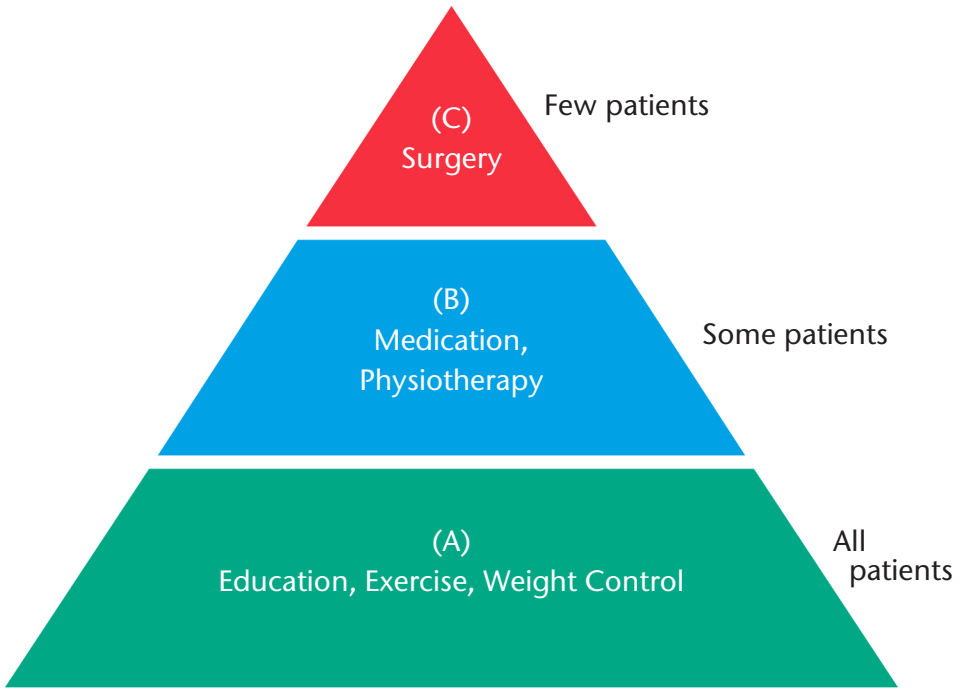 (C)
Surgery
Few patients
(B)
Medication,
Physiotherapy
Some patients
(A)
Education, Exercise, Weight Control
All
patients